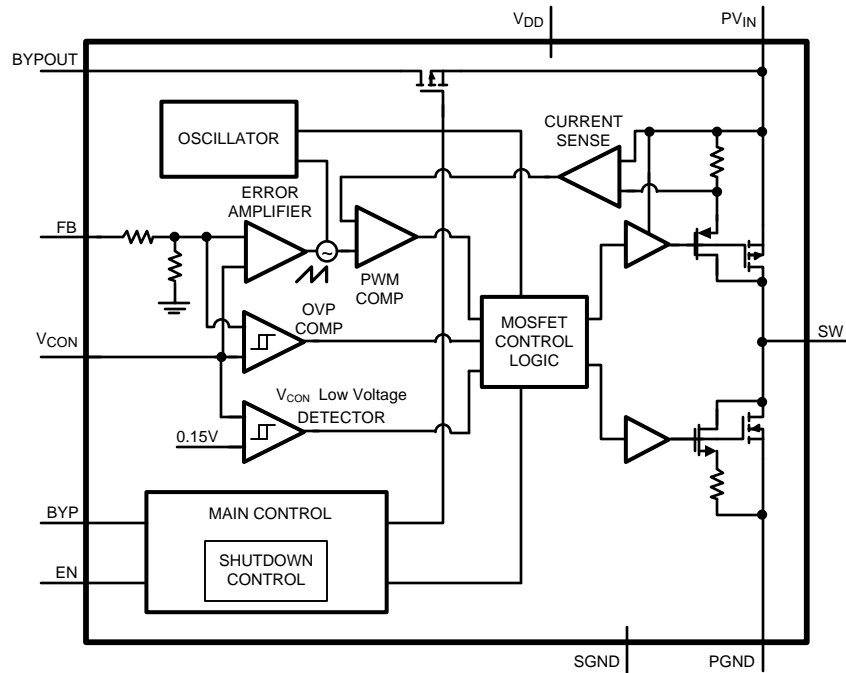 VDD
PVIN
BYPOUT
OSCILLATOR
CURRENT
SENSE
ERROR
AMPLIFIER
FB
~
PWM
COMP
OVP
COMP
MOSFET
CONTROL
LOGIC
SW
VCON
VCON Low Voltage
DETECTOR
0.15V
BYP
MAIN CONTROL
SHUTDOWN
CONTROL
EN
SGND
PGND